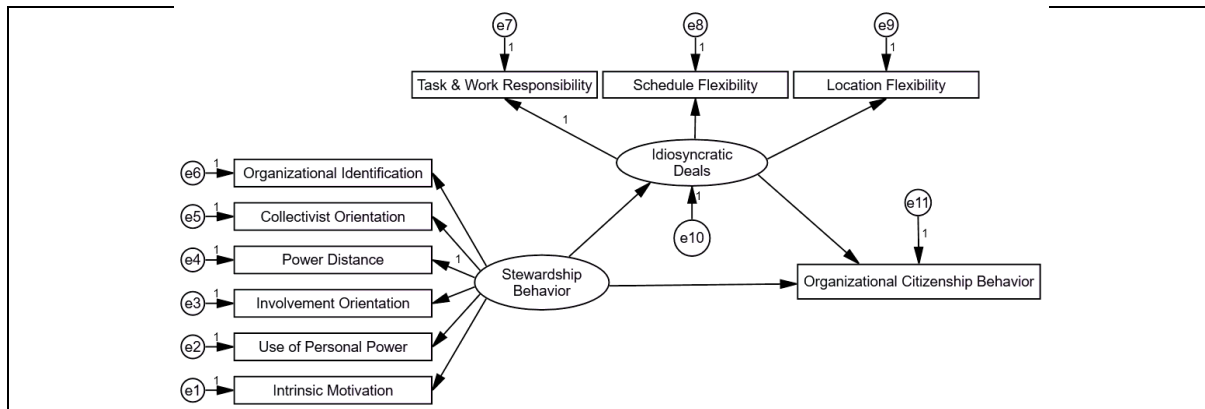 e7
e8
e9
1
1
1
Task & Work Responsibility
Schedule Flexibility
Location Flexibility
1
Idiosyncratic
Deals
e6
1
Organizational Identification
e5
1
Collectivist Orientation
e4
1
Power Distance
1
e3
1
Involvement Orientation
e2
1
Use of Personal Power
e1
1
Intrinsic Motivation
Stewardship
Behavior
1
e10
e11
1
Organizational Citizenship Behavior